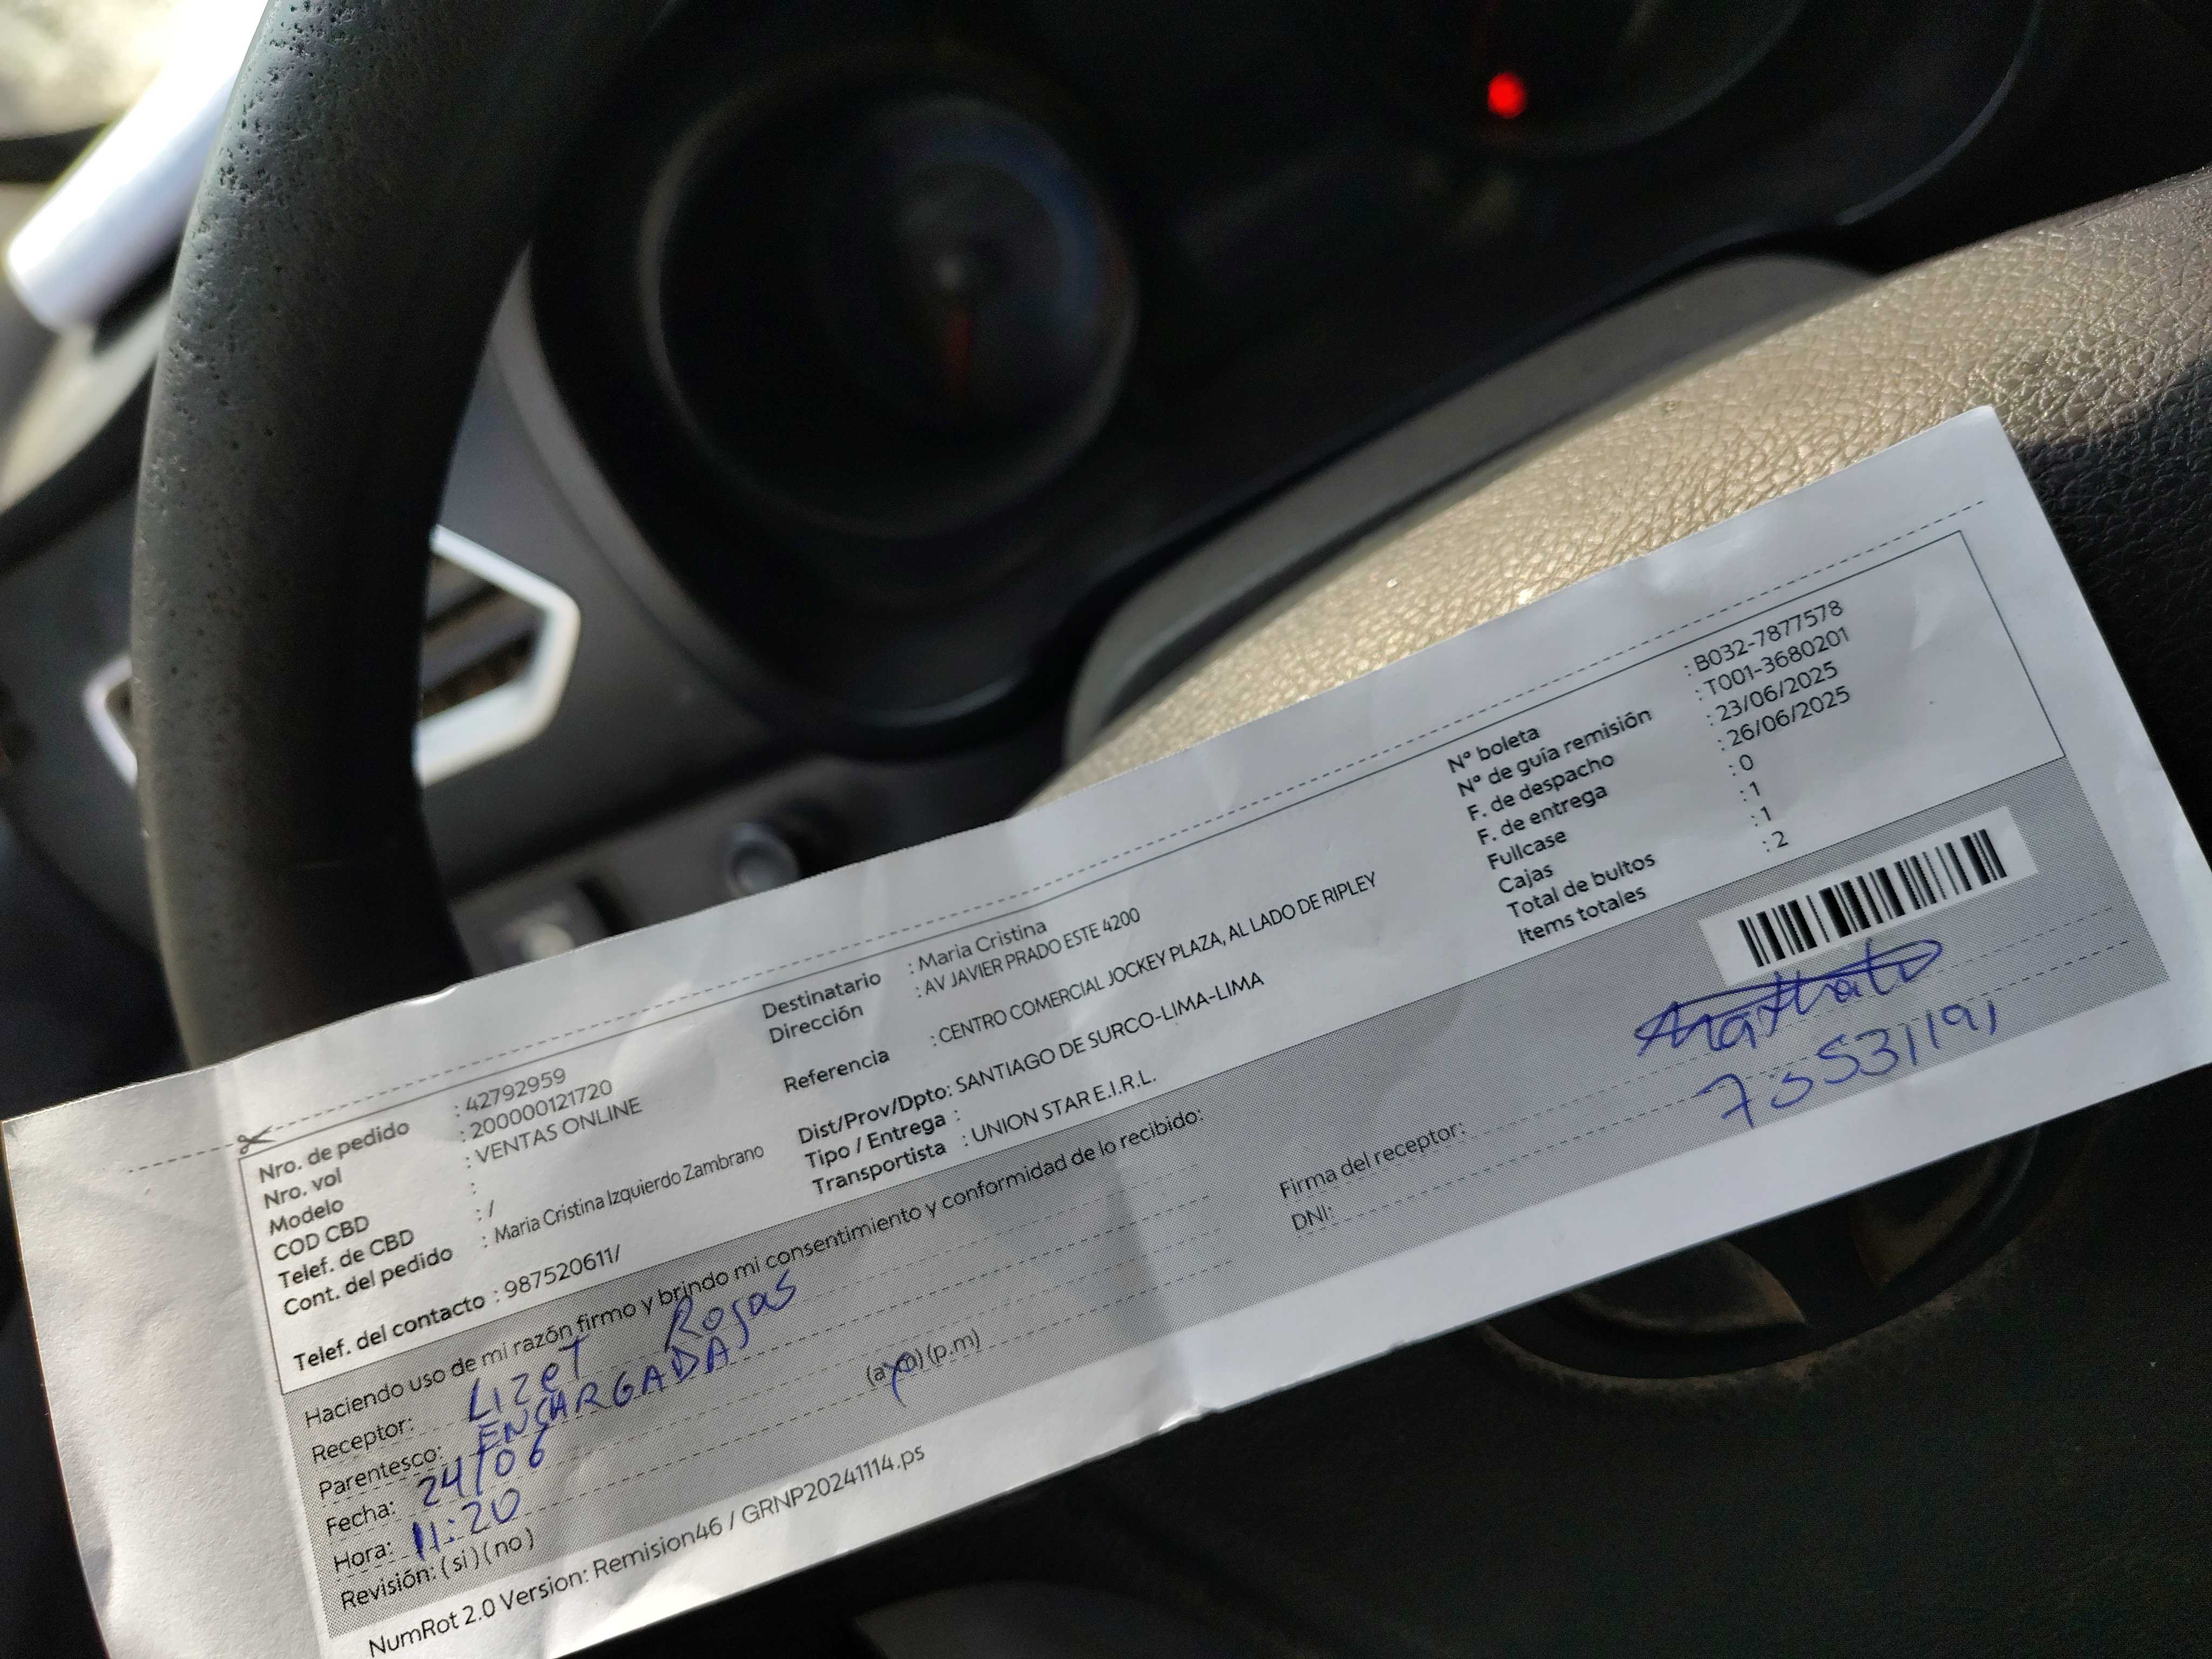 Nro. de pedido : 42792959
Nro. vol : 200000121720
Modelo : VENTAS ONLINE
COD CBD :
Telef. de CBD : /
Cont. del pedido : Maria Cristina Izquierdo Zambrano
Telef. del contacto : 987520611/
Destinatario : Maria Cristina
Dirección : AV JAVIER PRADO ESTE 4200
Referencia : CENTRO COMERCIAL JOCKEY PLAZA, AL LADO DE RIPLEY
Dist/Prov/Dpto: SANTIAGO DE SURCO-LIMA-LIMA
Tipo / Entrega :
Transportista : UNION STAR E.I.R.L.
N° boleta : B032-7877578
N° de guía remisión : T001-3680201
F. de despacho : 23/06/2025
F. de entrega : 26/06/2025
Fullcase : 0
Cajas : 1
Total de bultos : 1
Items totales : 2
Haciendo uso de mi razón firmo y brindo mi consentimiento y conformidad de lo recibido:
Receptor: Lizet Rojas
Parentesco: ENCARGADA
Fecha: 24/06
Hora: 11:20 (a.m) (p.m)
Revisión: (si) (no)
Firma del receptor:
DNI:
NumRot 2.0 Version: Remision46 / GRNP20241114.ps